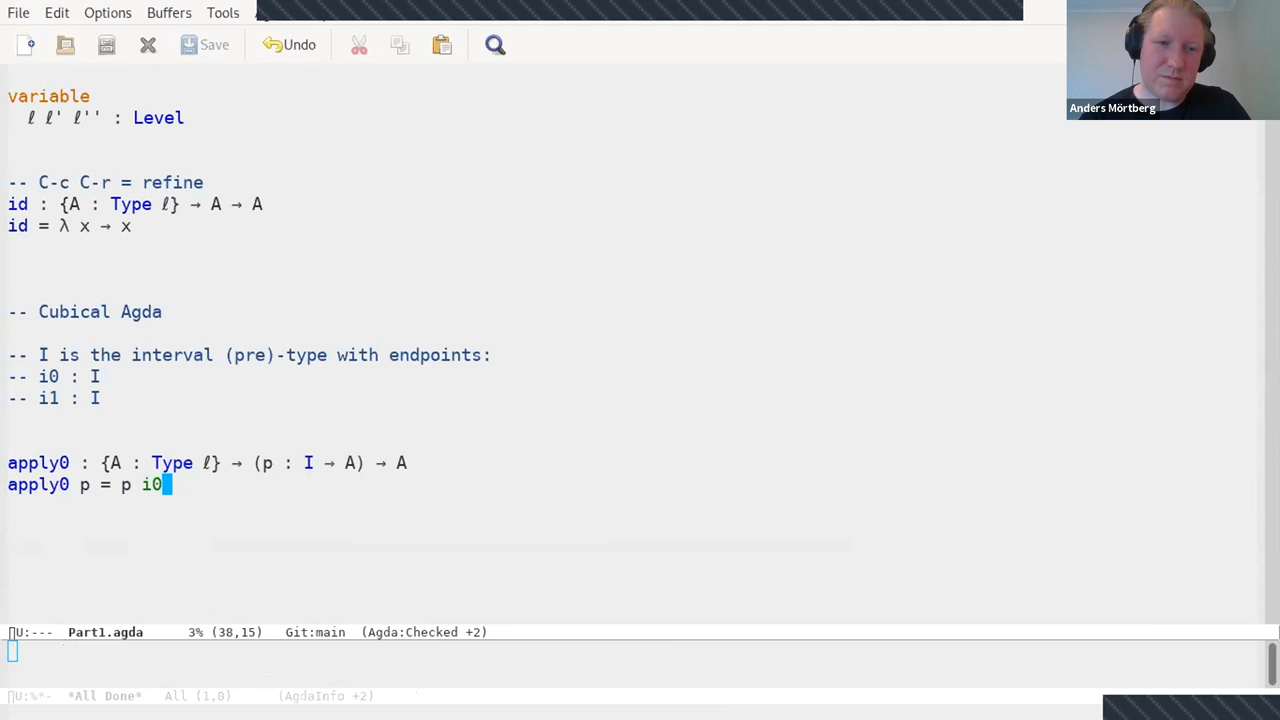 File Edit Options Buffers Tools
Save Undo
Anders Mörtberg
variable
ℓ ℓ' ℓ'' : Level
-- C-c C-r = refine
id : {A : Type ℓ} → A → A
id = λ x → x
-- Cubical Agda
-- I is the interval (pre)-type with endpoints:
-- i0 : I
-- i1 : I
apply0 : {A : Type ℓ} → (p : I → A) → A
apply0 p = p i0
U:--- Part1.agda 3% (38,15) Git:main (Agda:Checked +2)
U:%*- *All Done* All (1,0) (AgdaInfo +2)